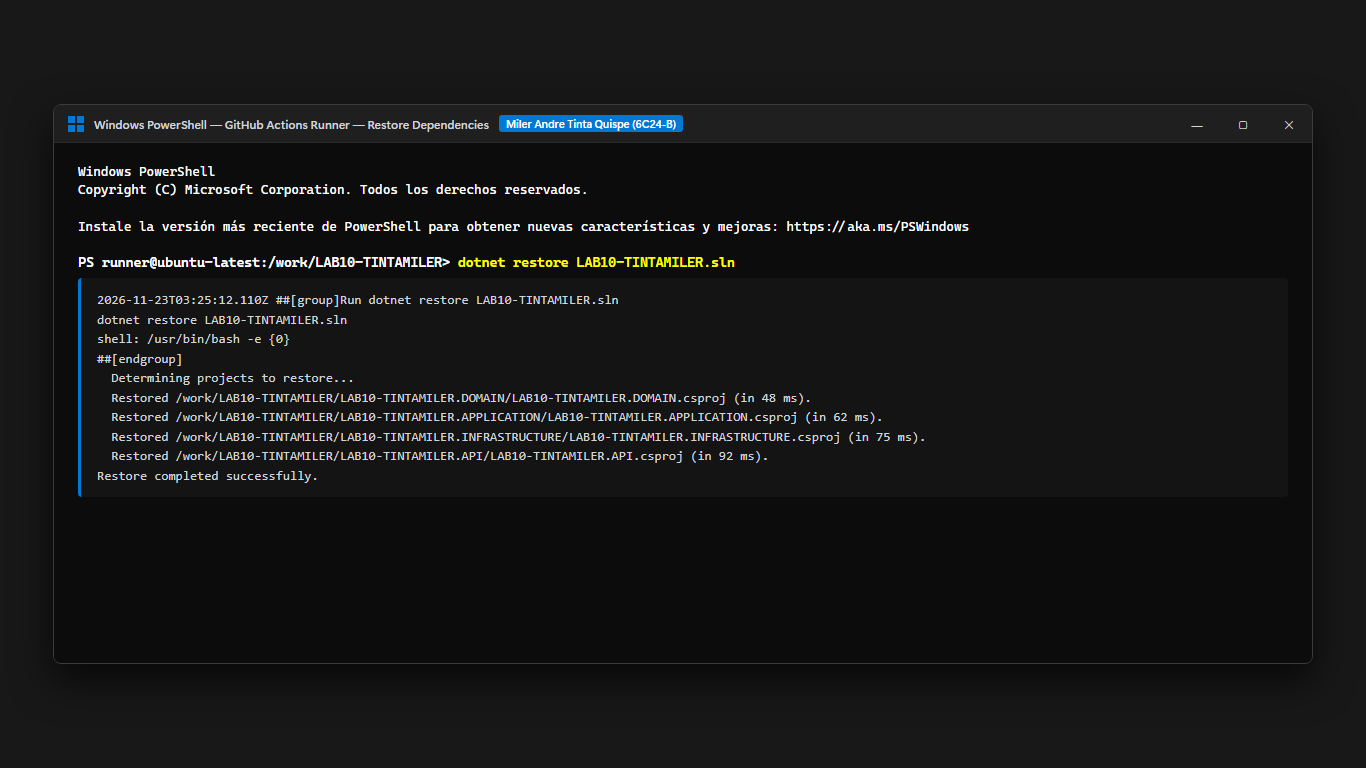 Windows PowerShell — GitHub Actions Runner — Restore Dependencies Miler Andre Tinta Quispe (6C24-B)
Windows PowerShell
Copyright (C) Microsoft Corporation. Todos los derechos reservados.
Instale la versión más reciente de PowerShell para obtener nuevas características y mejoras: https://aka.ms/PSWindows
PS runner@ubuntu-latest:/work/LAB10-TINTAMILER> dotnet restore LAB10-TINTAMILER.sln
2026-11-23T03:25:12.110Z ##[group]Run dotnet restore LAB10-TINTAMILER.sln
dotnet restore LAB10-TINTAMILER.sln
shell: /usr/bin/bash -e {0}
##[endgroup]
  Determining projects to restore...
  Restored /work/LAB10-TINTAMILER/LAB10-TINTAMILER.DOMAIN/LAB10-TINTAMILER.DOMAIN.csproj (in 48 ms).
  Restored /work/LAB10-TINTAMILER/LAB10-TINTAMILER.APPLICATION/LAB10-TINTAMILER.APPLICATION.csproj (in 62 ms).
  Restored /work/LAB10-TINTAMILER/LAB10-TINTAMILER.INFRASTRUCTURE/LAB10-TINTAMILER.INFRASTRUCTURE.csproj (in 75 ms).
  Restored /work/LAB10-TINTAMILER/LAB10-TINTAMILER.API/LAB10-TINTAMILER.API.csproj (in 92 ms).
Restore completed successfully.